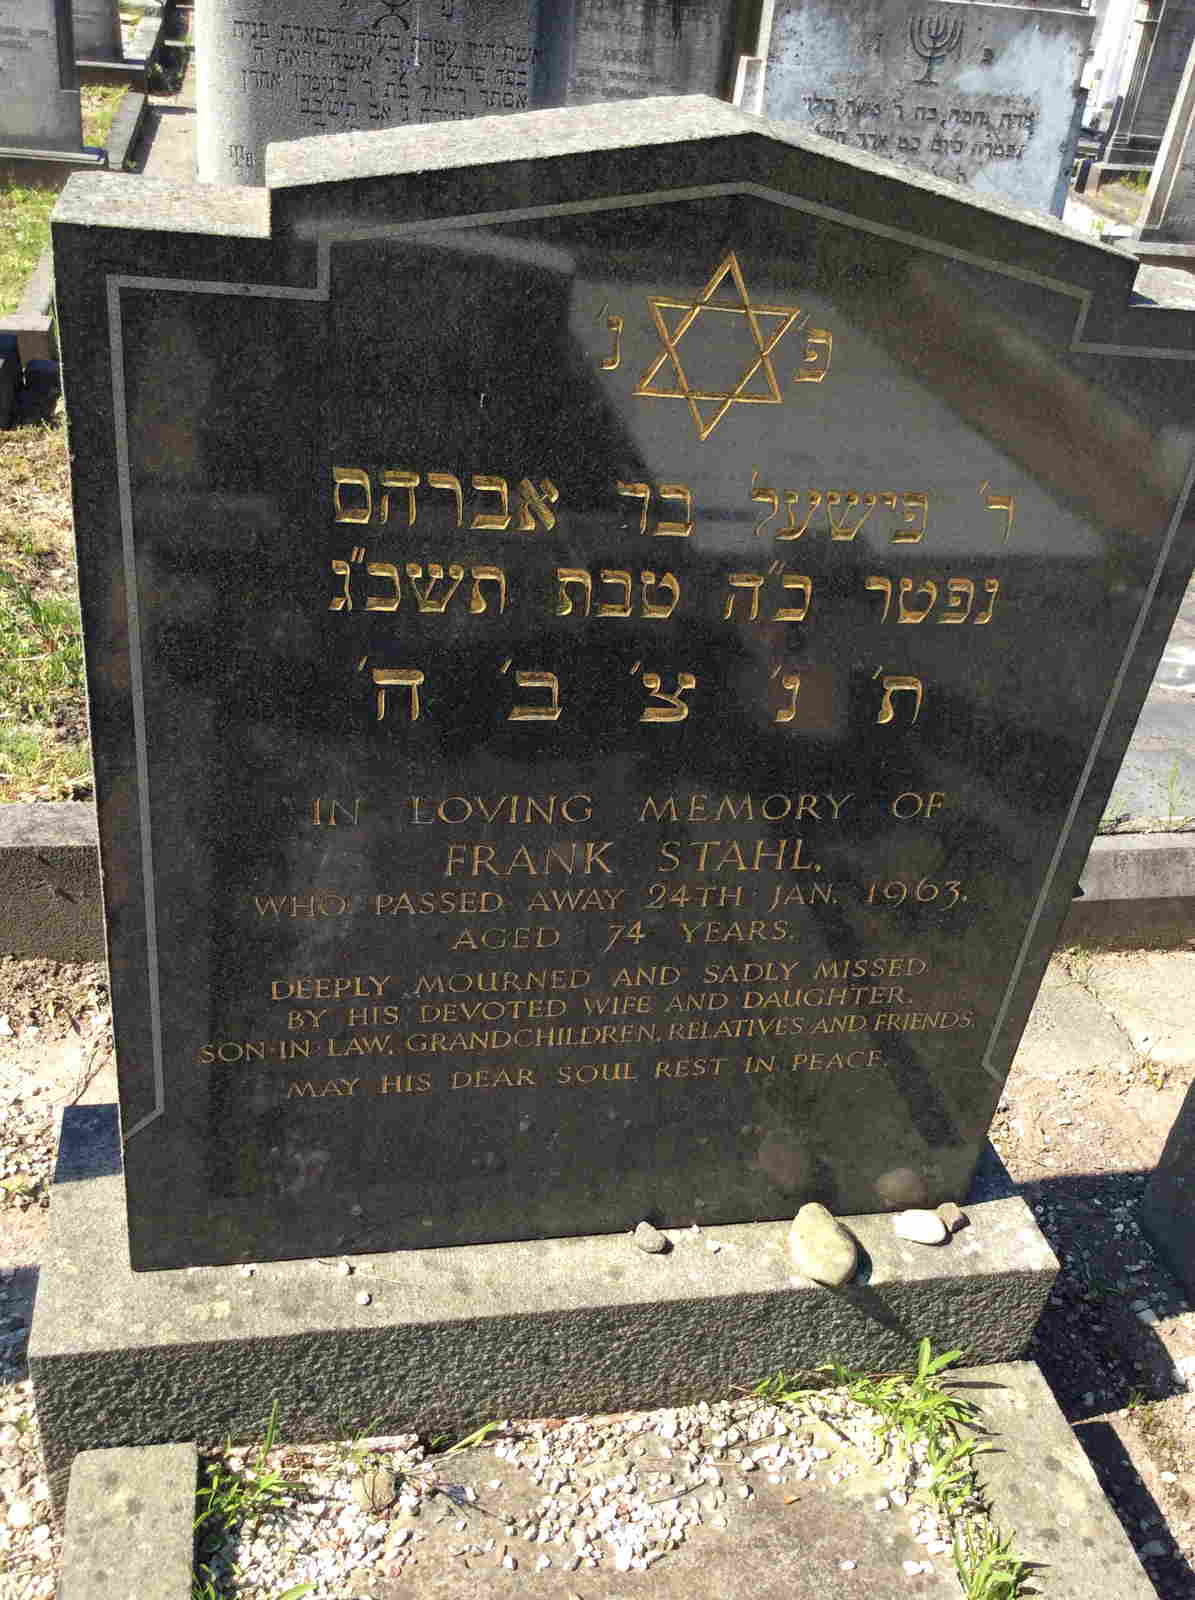 פ' נ'
ר' פישעל בר אברהם
נפטר כ"ה טבת תשכ"ג
ת' נ' צ' ב' ה'
IN LOVING MEMORY OF
FRANK STAHL,
WHO PASSED AWAY 24TH JAN. 1963.
AGED 74 YEARS.
DEEPLY MOURNED AND SADLY MISSED
BY HIS DEVOTED WIFE AND DAUGHTER,
SON-IN-LAW, GRANDCHILDREN, RELATIVES AND FRIENDS.
MAY HIS DEAR SOUL REST IN PEACE.